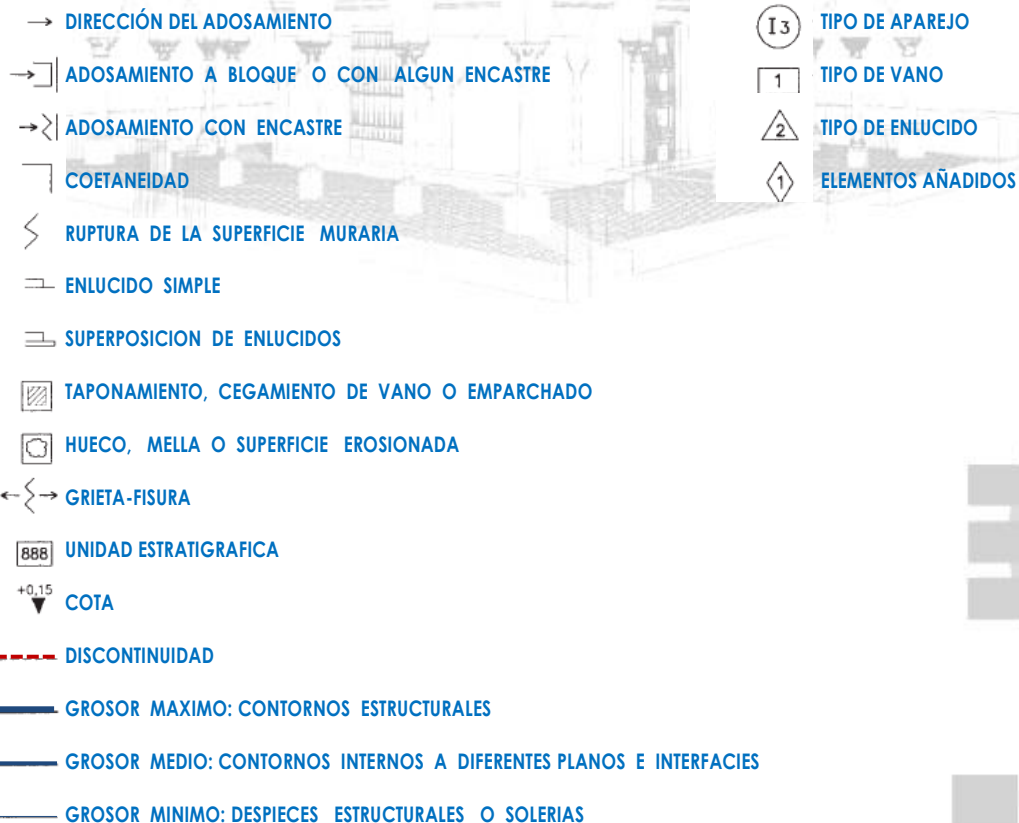 DIRECCIÓN DEL ADOSAMIENTO
ADOSAMIENTO A BLOQUE O CON ALGUN ENCASTRE
ADOSAMIENTO CON ENCASTRE
COETANEIDAD
RUPTURA DE LA SUPERFICIE MURARIA
ENLUCIDO SIMPLE
SUPERPOSICION DE ENLUCIDOS
TAPONAMIENTO, CEGAMIENTO DE VANO O EMPARCHADO
HUECO, MELLA O SUPERFICIE EROSIONADA
GRIETA-FISURA
888 UNIDAD ESTRATIGRAFICA
+0,15 COTA
DISCONTINUIDAD
GROSOR MAXIMO: CONTORNOS ESTRUCTURALES
GROSOR MEDIO: CONTORNOS INTERNOS A DIFERENTES PLANOS E INTERFACIES
GROSOR MINIMO: DESPIECES ESTRUCTURALES O SOLERIAS
I3 TIPO DE APAREJO
1 TIPO DE VANO
2 TIPO DE ENLUCIDO
1 ELEMENTOS AÑADIDOS